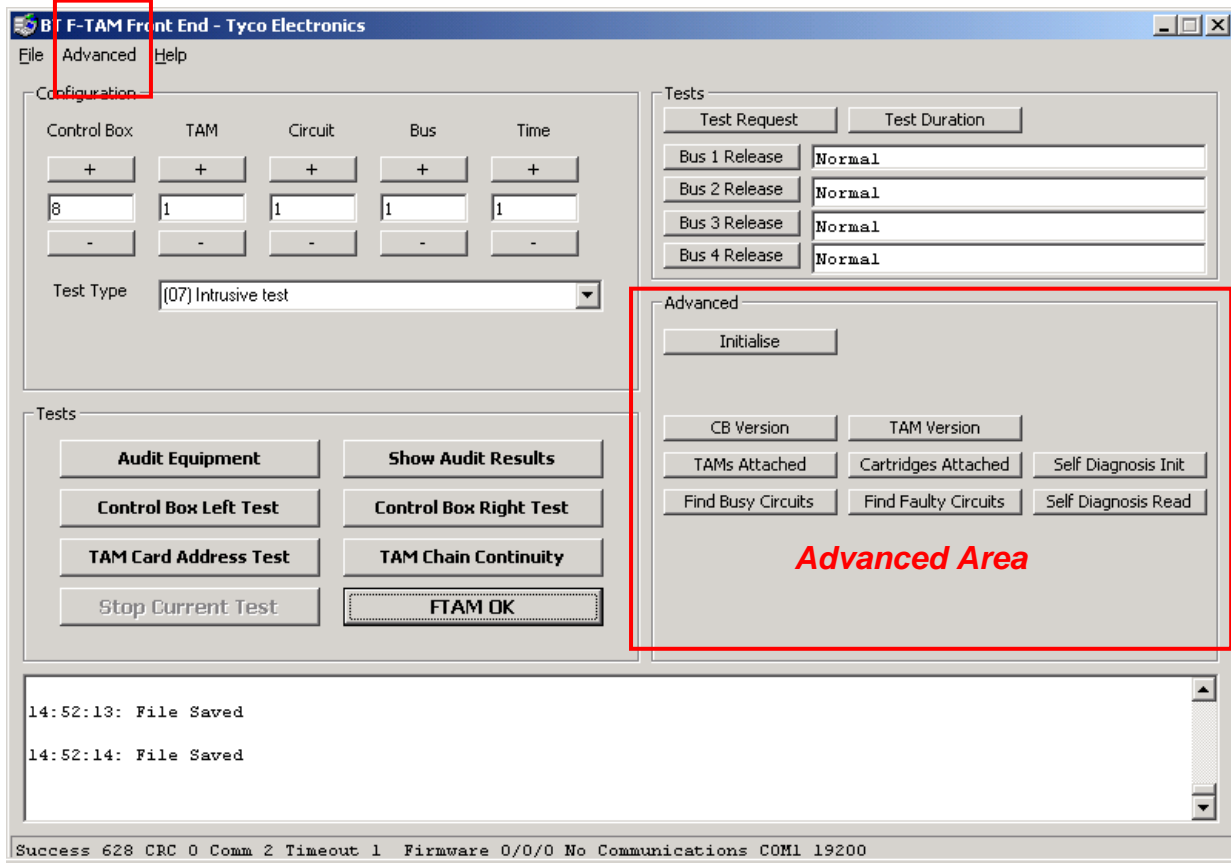 BT F-TAM Front End - Tyco Electronics
File Advanced Help
Configuration
Control Box TAM Circuit Bus Time
+ + + + +
8 1 1 1 1
- - - - -
Test Type (07) Intrusive test
Tests
Test Request Test Duration
Bus 1 Release Normal
Bus 2 Release Normal
Bus 3 Release Normal
Bus 4 Release Normal
Tests
Audit Equipment Show Audit Results
Control Box Left Test Control Box Right Test
TAM Card Address Test TAM Chain Continuity
Stop Current Test FTAM OK
Advanced
Initialise
CB Version TAM Version
TAMs Attached Cartridges Attached Self Diagnosis Init
Find Busy Circuits Find Faulty Circuits Self Diagnosis Read
Advanced Area
14:52:13: File Saved
14:52:14: File Saved
Success 628 CRC 0 Comm 2 Timeout 1 Firmware 0/0/0 No Communications COM1 19200